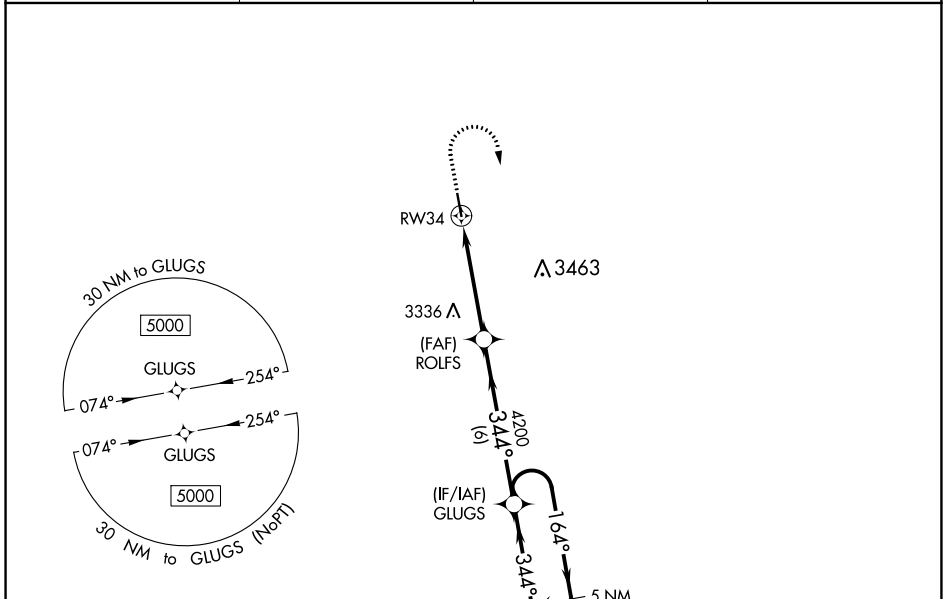 RW34
3463
30 NM to GLUGS
3336
5000
(FAF)
ROLFS
GLUGS
254°
074°
254°
4200
344°
(6)
074°
GLUGS
(IF/IAF)
GLUGS
5000
164°
30 NM to GLUGS (NoPT)
344°
5 NM